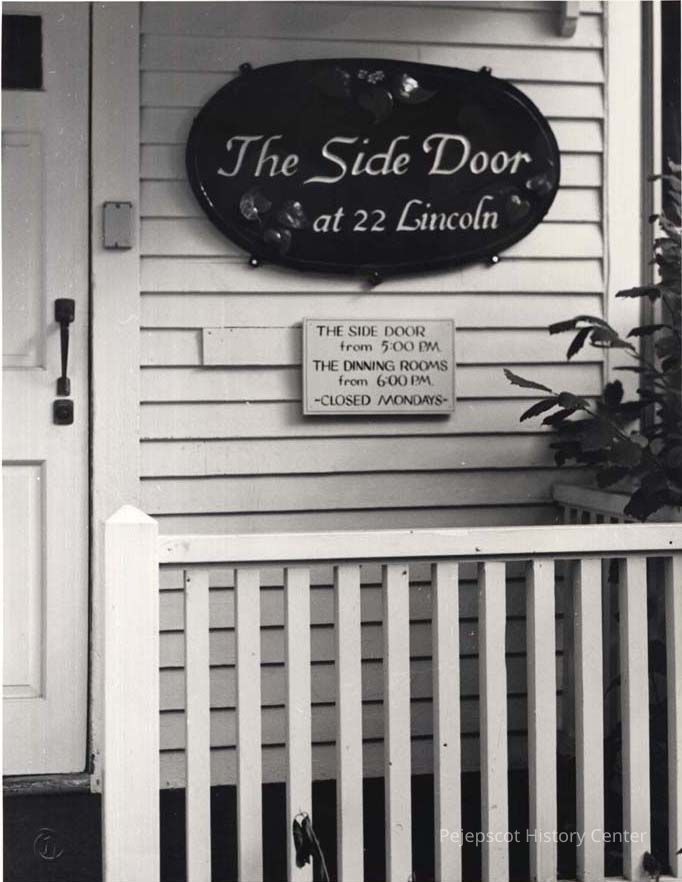 The Side Door
at 22 Lincoln
THE SIDE DOOR
from 5:00 P.M.
THE DINNING ROOMS
from 6:00 P.M.
-CLOSED MONDAYS-
Pejepscot History Center
1